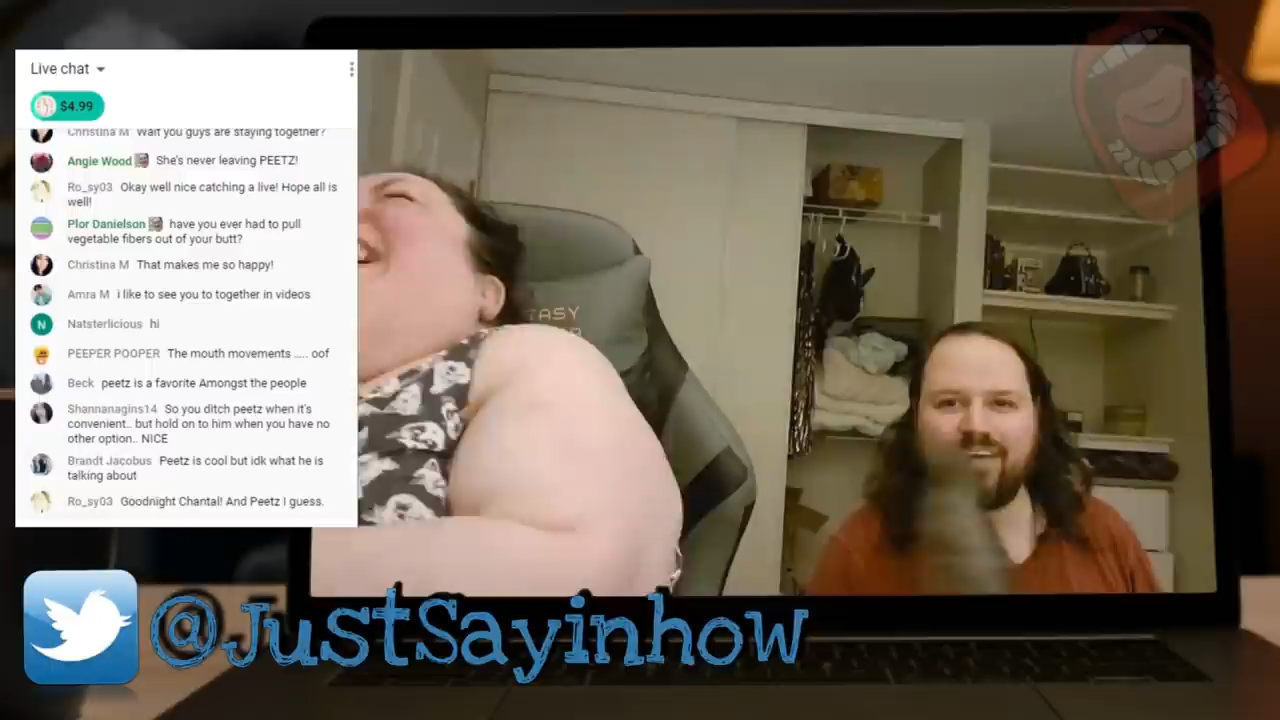 Live chat
$4.99
Christina M Wait you guys are staying together?
Angie Wood She's never leaving PEETZ!
Ro_sy03 Okay well nice catching a live! Hope all is
well!
Plor Danielson have you ever had to pull
vegetable fibers out of your butt?
Christina M That makes me so happy!
Amra M i like to see you to together in videos
N Natsterlicious hi
PEEPER POOPER The mouth movements ..... oof
Beck peetz is a favorite Amongst the people
Shannanagins14 So you ditch peetz when it's
convenient.. but hold on to him when you have no
other option.. NICE
Brandt Jacobus Peetz is cool but idk what he is
talking about
Ro_sy03 Goodnight Chantal! And Peetz I guess.
TASY
@JustSayinhow